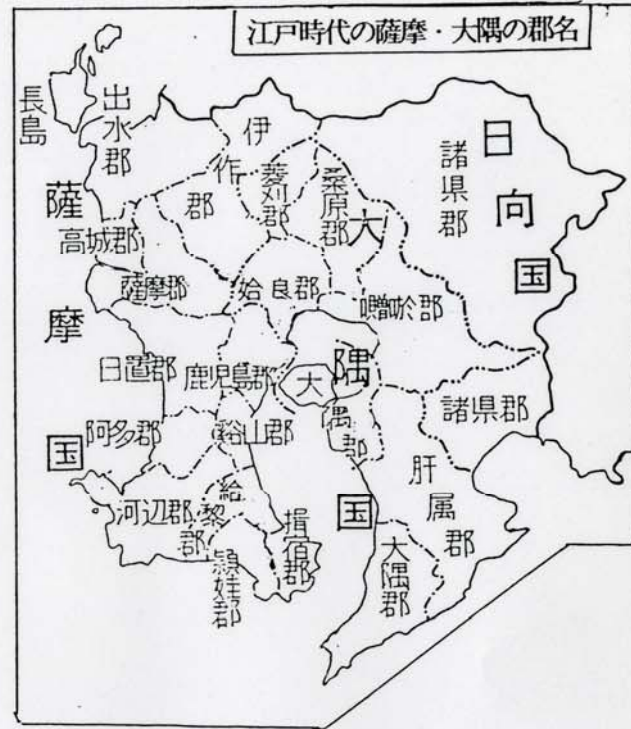 江戸時代の薩摩・大隅の郡名
長島
出水郡
伊作郡
菱刈郡
桑原郡
諸県郡
日向国
薩摩国
高城郡
薩摩郡
姶良郡
囎唹郡
大隅国
日置郡
鹿児島郡
大隅郡
諸県郡
阿多郡
谿山郡
肝属郡
河辺郡
給黎郡
揖宿郡
頴娃郡
大隅郡